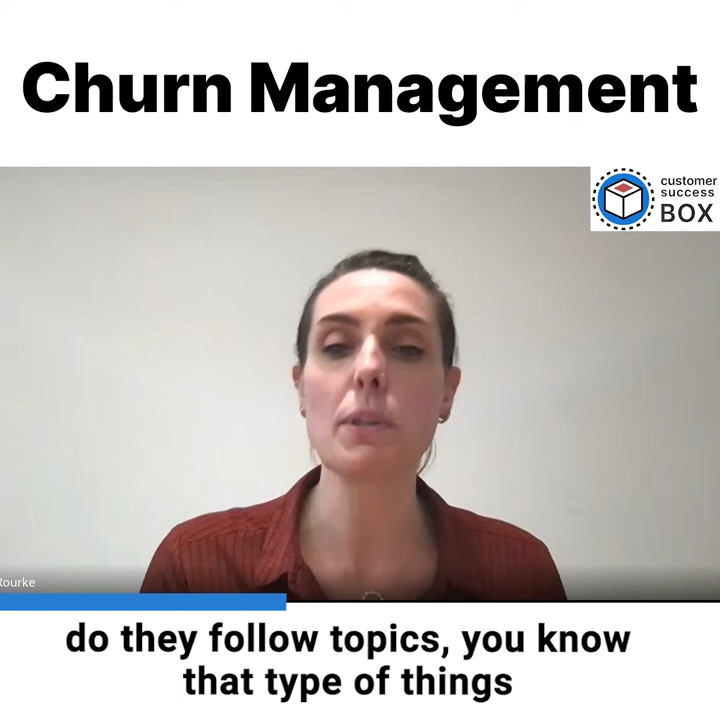 Churn Management
customer
success
BOX
Rourke
do they follow topics, you know
that type of things